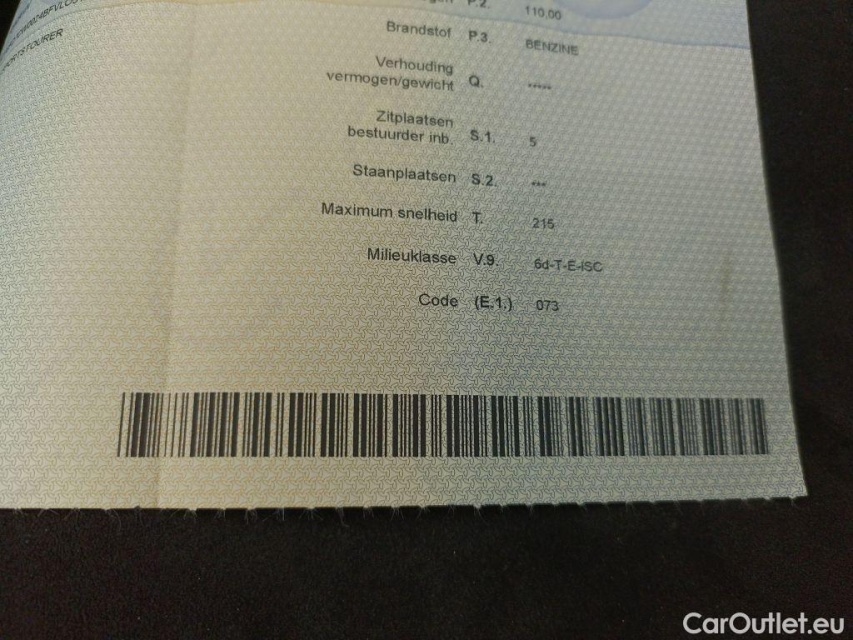 P.2. 110,00
Brandstof P.3. BENZINE
Verhouding
vermogen/gewicht Q. *****
Zitplaatsen
bestuurder inb. S.1. 5
Staanplaatsen S.2. ***
Maximum snelheid T. 215
Milieuklasse V.9. 6d-T-E-ISC
Code (E.1.) 073
CarOutlet.eu